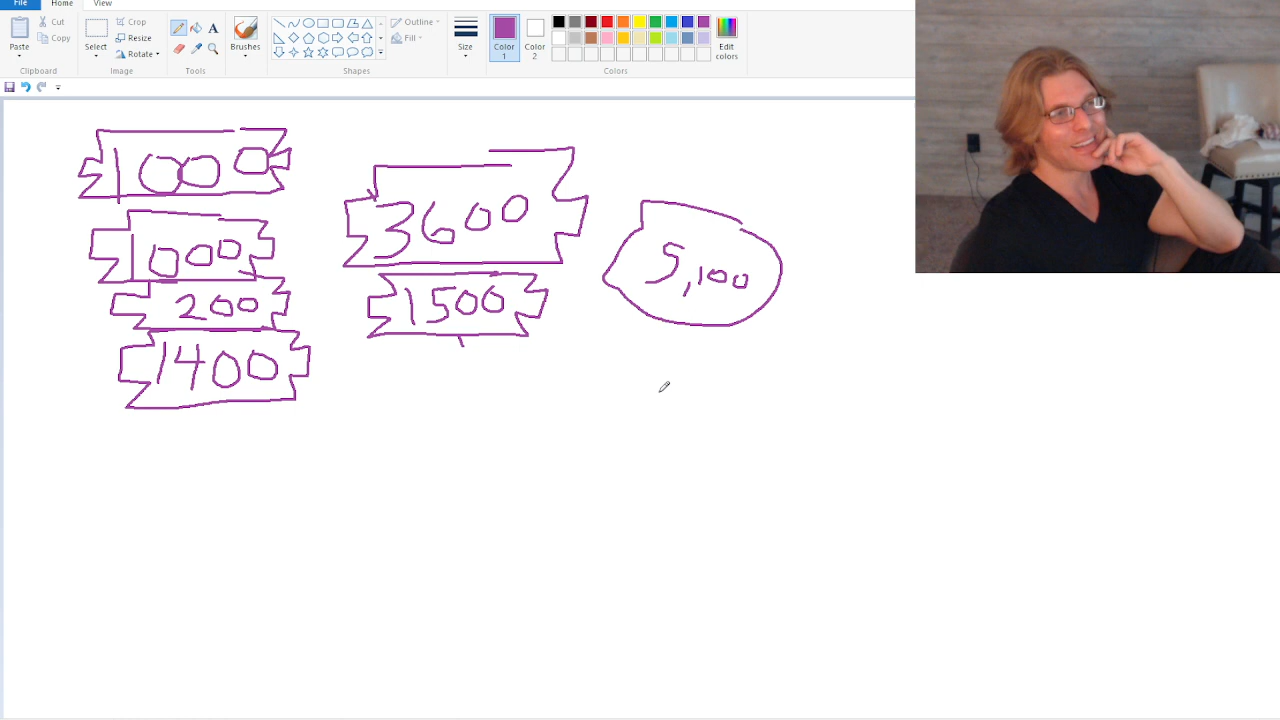 File
Home
View
Paste
Cut
Copy
Clipboard
Select
Crop
Resize
Rotate
Image
A
Tools
Brushes
Outline
Fill
Shapes
Size
Color
1
Color
2
Edit
colors
Colors
1000
1000
200
1400
3600
1500
5,100